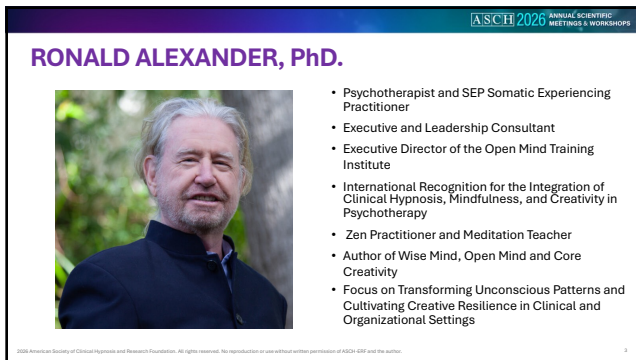 ASCH 2026 ANNUAL SCIENTIFIC
MEETINGS & WORKSHOPS
RONALD ALEXANDER, PhD.
• Psychotherapist and SEP Somatic Experiencing
Practitioner
• Executive and Leadership Consultant
• Executive Director of the Open Mind Training
Institute
• International Recognition for the Integration of
Clinical Hypnosis, Mindfulness, and Creativity in
Psychotherapy
• Zen Practitioner and Meditation Teacher
• Author of Wise Mind, Open Mind and Core
Creativity
• Focus on Transforming Unconscious Patterns and
Cultivating Creative Resilience in Clinical and
Organizational Settings
2026 American Society of Clinical Hypnosis and Research Foundation. All rights reserved. No reproduction or use without written permission of ASCH-ERF and the author.